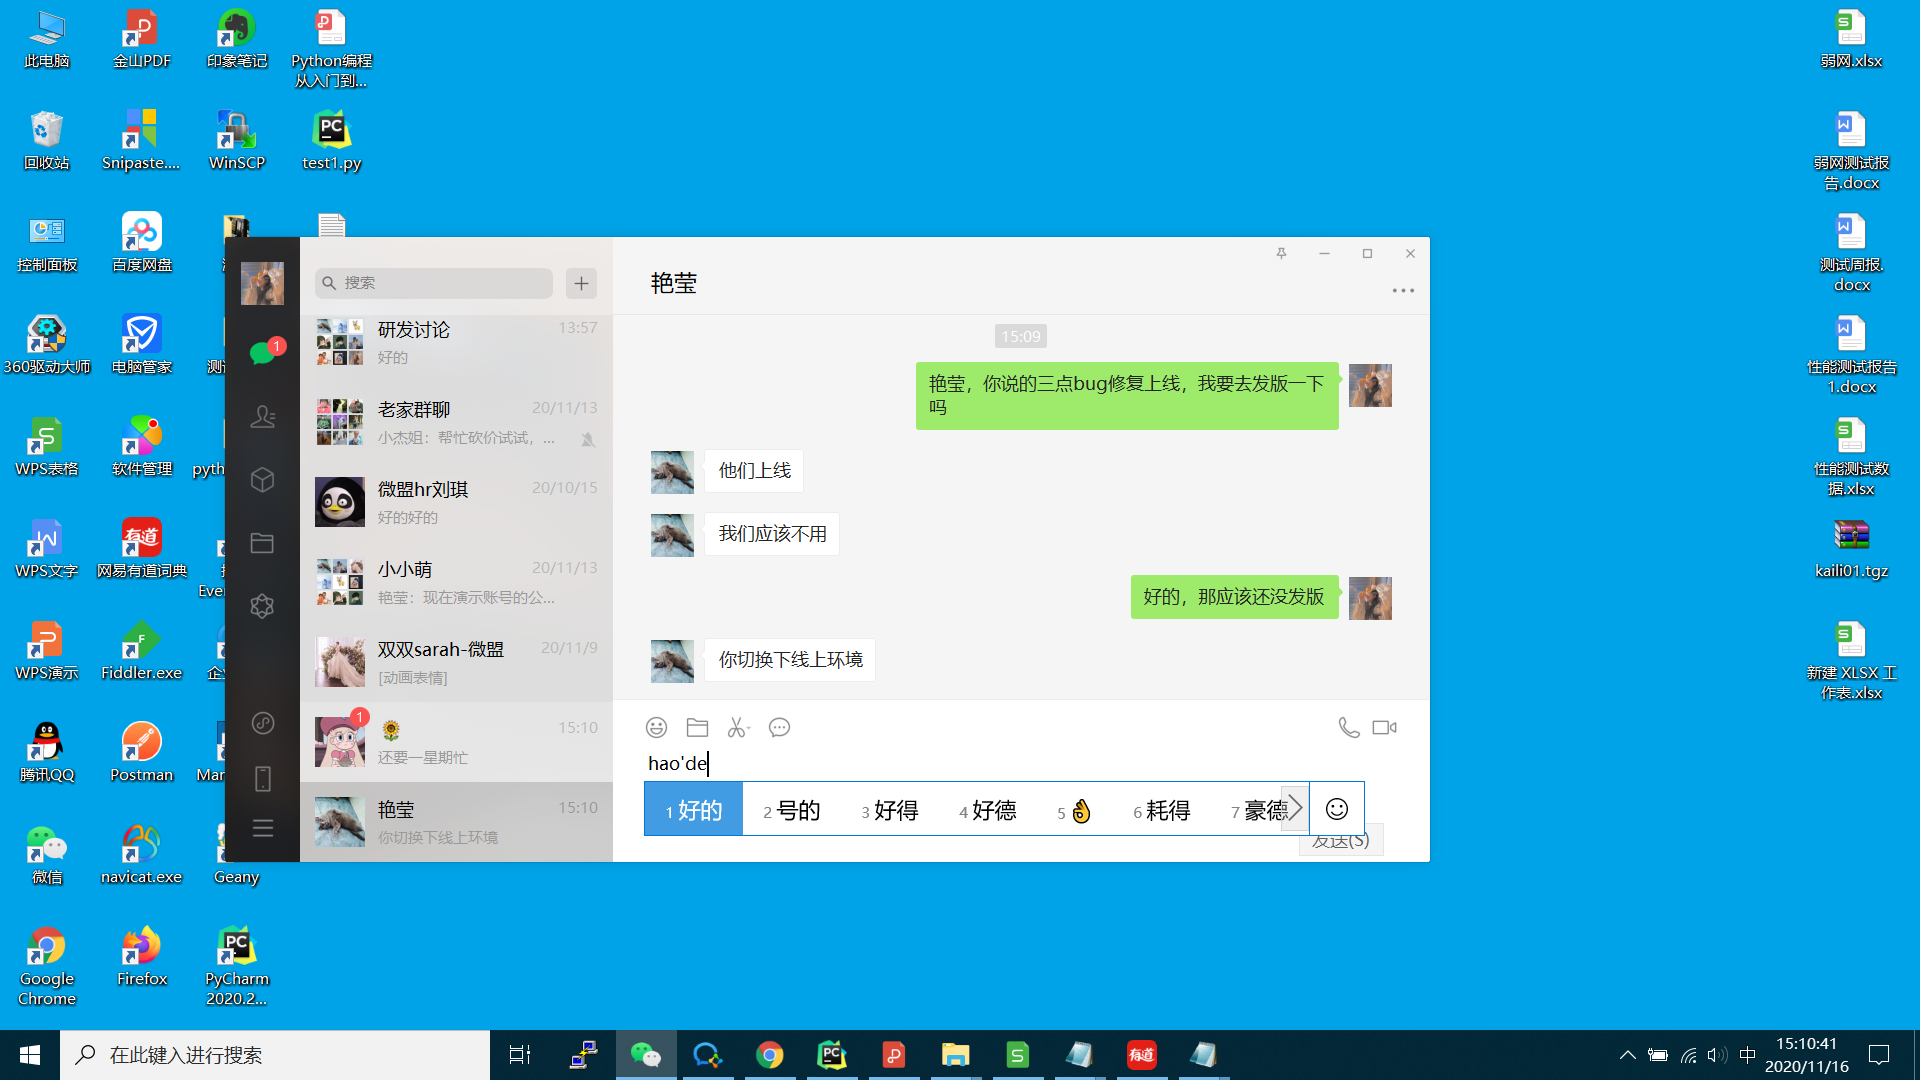 此电脑
金山PDF
印象笔记
Python编程
从入门到...
回收站
Snipaste....
WinSCP
test1.py
控制面板
百度网盘
360驱动大师
电脑管家
WPS表格
软件管理
pyth
WPS文字
网易有道词典
Ever
WPS演示
Fiddler.exe
腾讯QQ
Postman
微信
navicat.exe
Geany
Google
Chrome
Firefox
PyCharm
2020.2...
弱网.xlsx
弱网测试报
告.docx
测试周报.
docx
性能测试报告
1.docx
性能测试数
据.xlsx
kaili01.tgz
新建 XLSX 工
作表.xlsx
1
搜索
研发讨论
13:57
好的
老家群聊
20/11/13
小杰姐：帮忙砍价试试，...
微盟hr刘琪
20/10/15
好的好的
小小萌
20/11/13
艳莹：现在演示账号的公...
双双sarah-微盟
20/11/9
[动画表情]
1
15:10
还要一星期忙
艳莹
15:10
你切换下线上环境
艳莹
15:09
艳莹，你说的三点bug修复上线，我要去发版一下
吗
他们上线
我们应该不用
好的，那应该还没发版
你切换下线上环境
hao'de
1 好的 2 号的 3 好得 4 好德 5 👌 6 耗得 7 豪德
发送(S)
在此键入进行搜索
中
15:10:41
2020/11/16